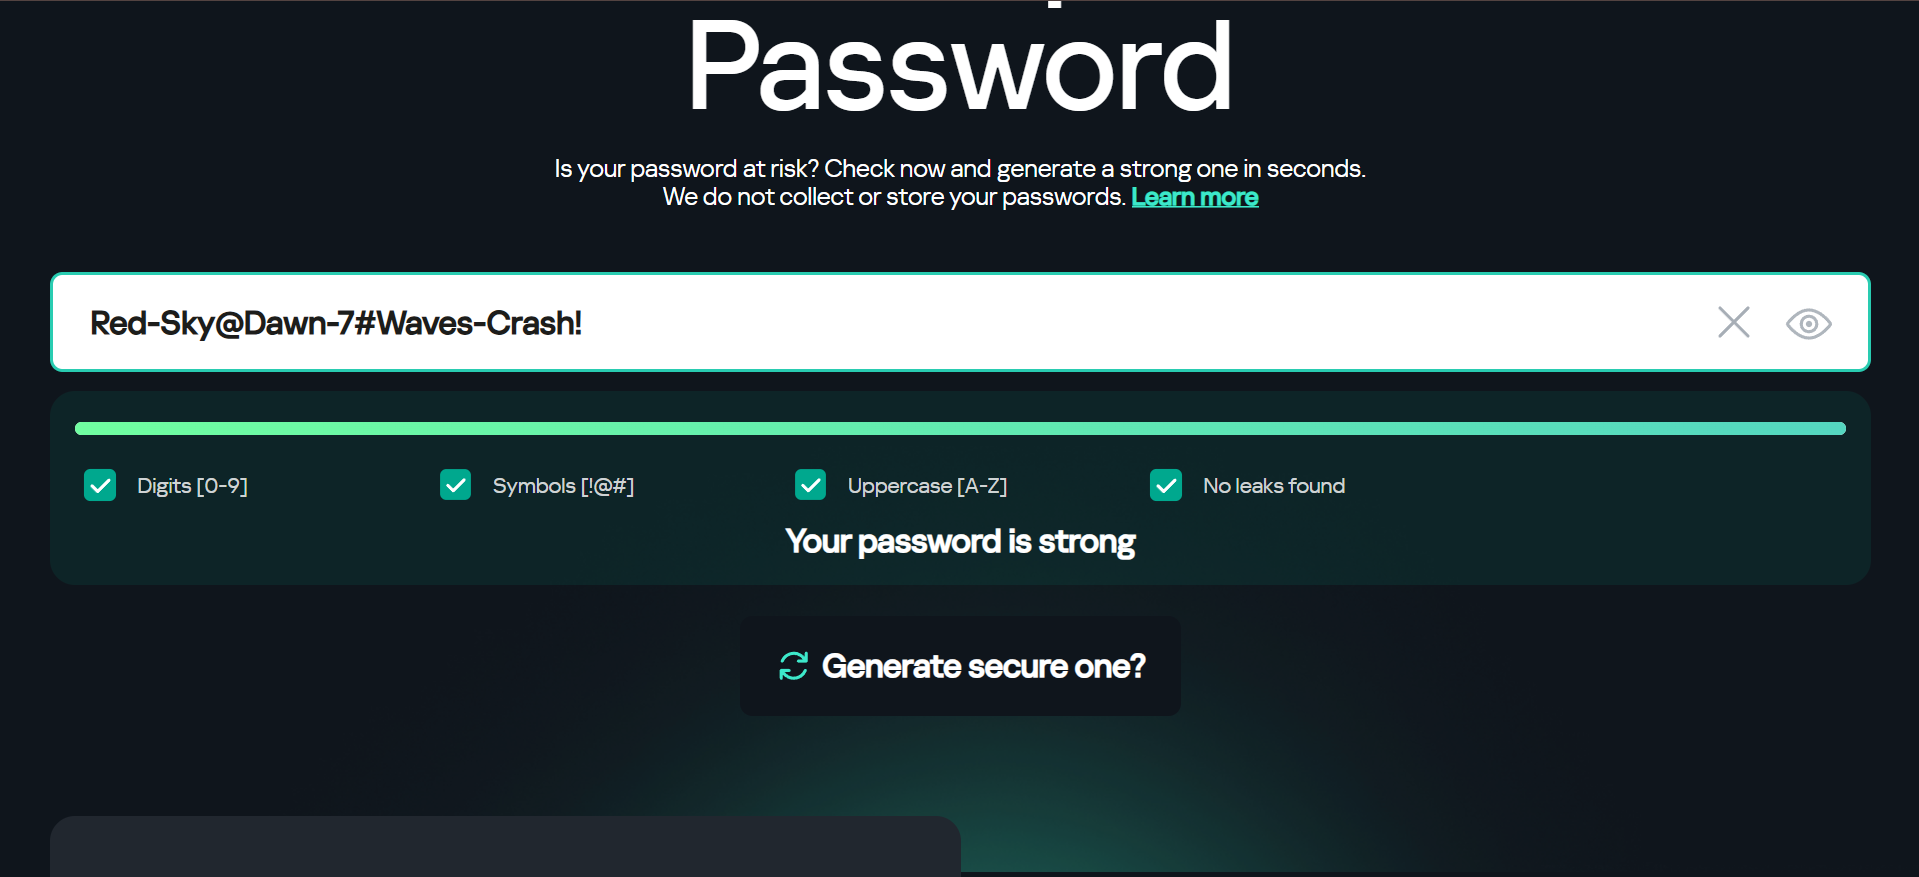 Password
Is your password at risk? Check now and generate a strong one in seconds.
We do not collect or store your passwords. Learn more
Red-Sky@Dawn-7#Waves-Crash!
Digits [0-9]
Symbols [!@#]
Uppercase [A-Z]
No leaks found
Your password is strong
Generate secure one?